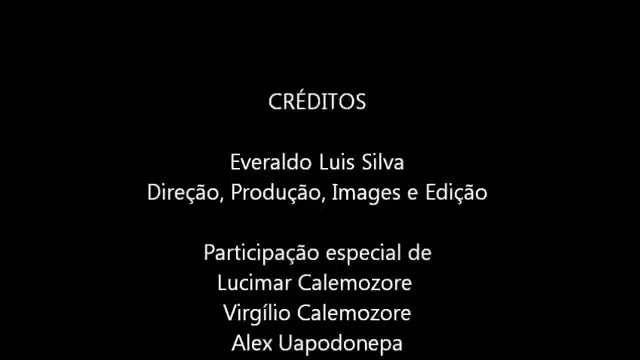 CRÉDITOS
Everaldo Luis Silva
Direção, Produção, Images e Edição
Participação especial de
Lucimar Calemozore
Virgílio Calemozore
Alex Uapodonepa